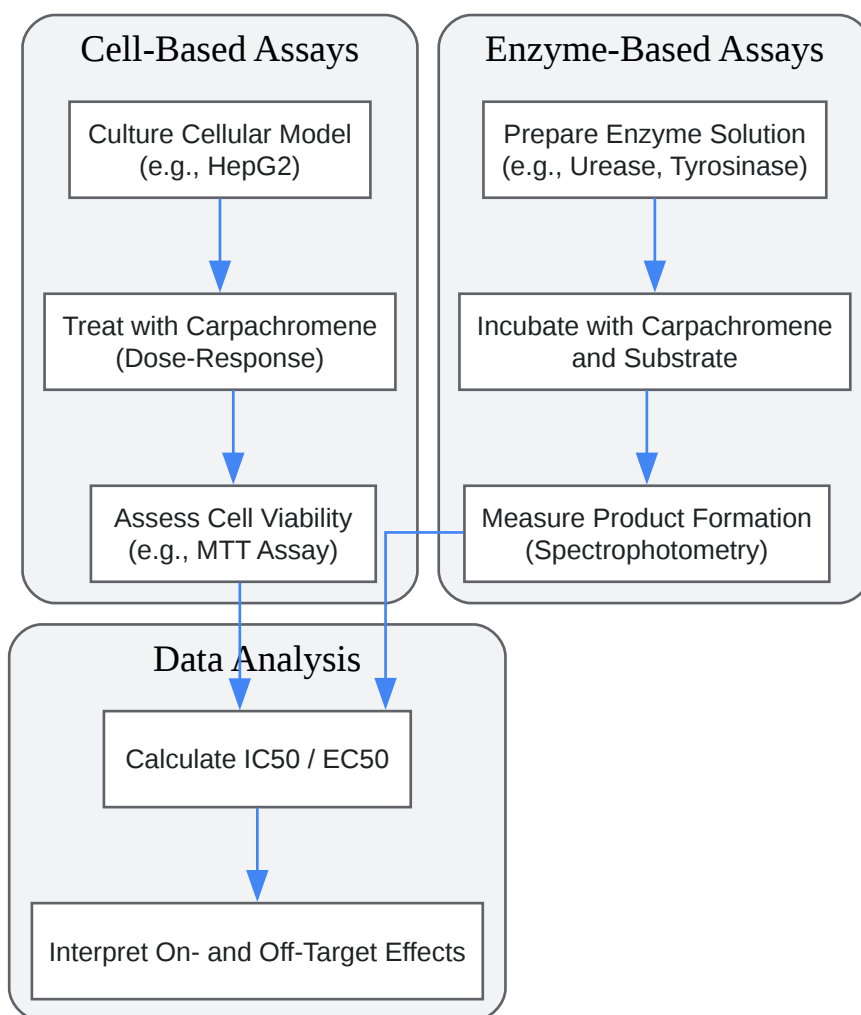 Cell-Based Assays
Culture Cellular Model
(e.g., HepG2)
Treat with Carpachromene
(Dose-Response)
Assess Cell Viability
(e.g., MTT Assay)
Enzyme-Based Assays
Prepare Enzyme Solution
(e.g., Urease, Tyrosinase)
Incubate with Carpachromene
and Substrate
Measure Product Formation
(Spectrophotometry)
Data Analysis
Calculate IC50 / EC50
Interpret On- and Off-Target Effects